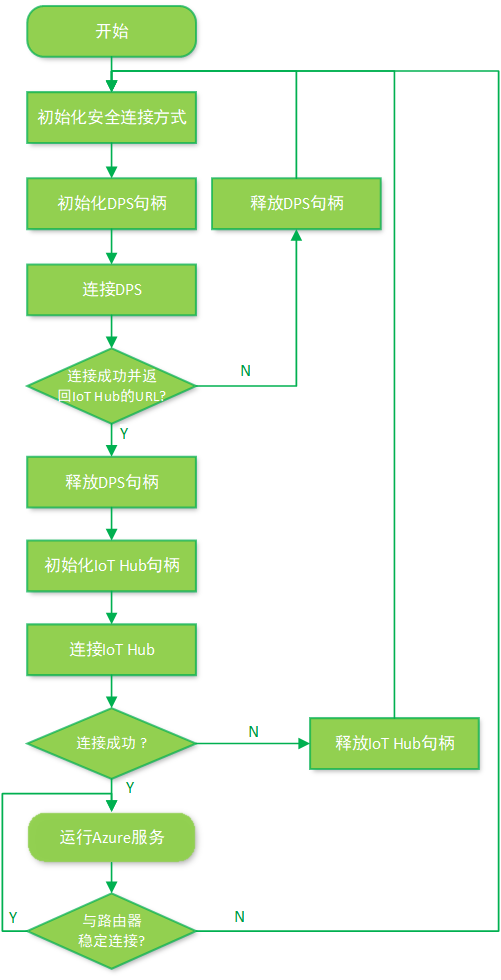 开始
初始化安全连接方式
初始化DPS句柄
释放DPS句柄
连接DPS
连接成功并返
回IoT Hub的URL?
N
Y
释放DPS句柄
初始化IoT Hub句柄
连接IoT Hub
连接成功？
N
释放IoT Hub句柄
Y
运行Azure服务
与路由器
稳定连接?
Y
N